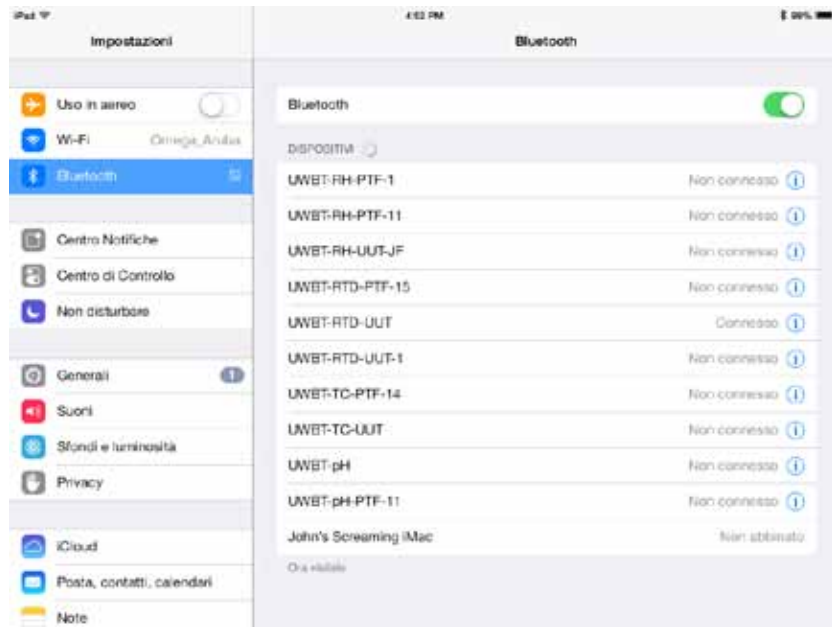 iPad
4:52 PM
99%
Impostazioni
Bluetooth
Uso in aereo
Wi-Fi
Bluetooth
Centro Notifiche
Centro di Controllo
Non disturbare
Generali
1
Suoni
Sfondi e luminosità
Privacy
iCloud
Posta, contatti, calendari
Note
Bluetooth
DISPOSITIVI
UWBT-RH-PTF-1 Non connesso
UWBT-RH-PTF-11 Non connesso
UWBT-RH-UUT-JF Non connesso
UWBT-RTD-PTF-15 Non connesso
UWBT-RTD-UUT Connesso
UWBT-RTD-UUT-1 Non connesso
UWBT-TC-PTF-14 Non connesso
UWBT-TC-UUT Non connesso
UWBT-pH Non connesso
UWBT-pH-PTF-11 Non connesso
John's Screaming iMac Non abbinato
Ora visibile